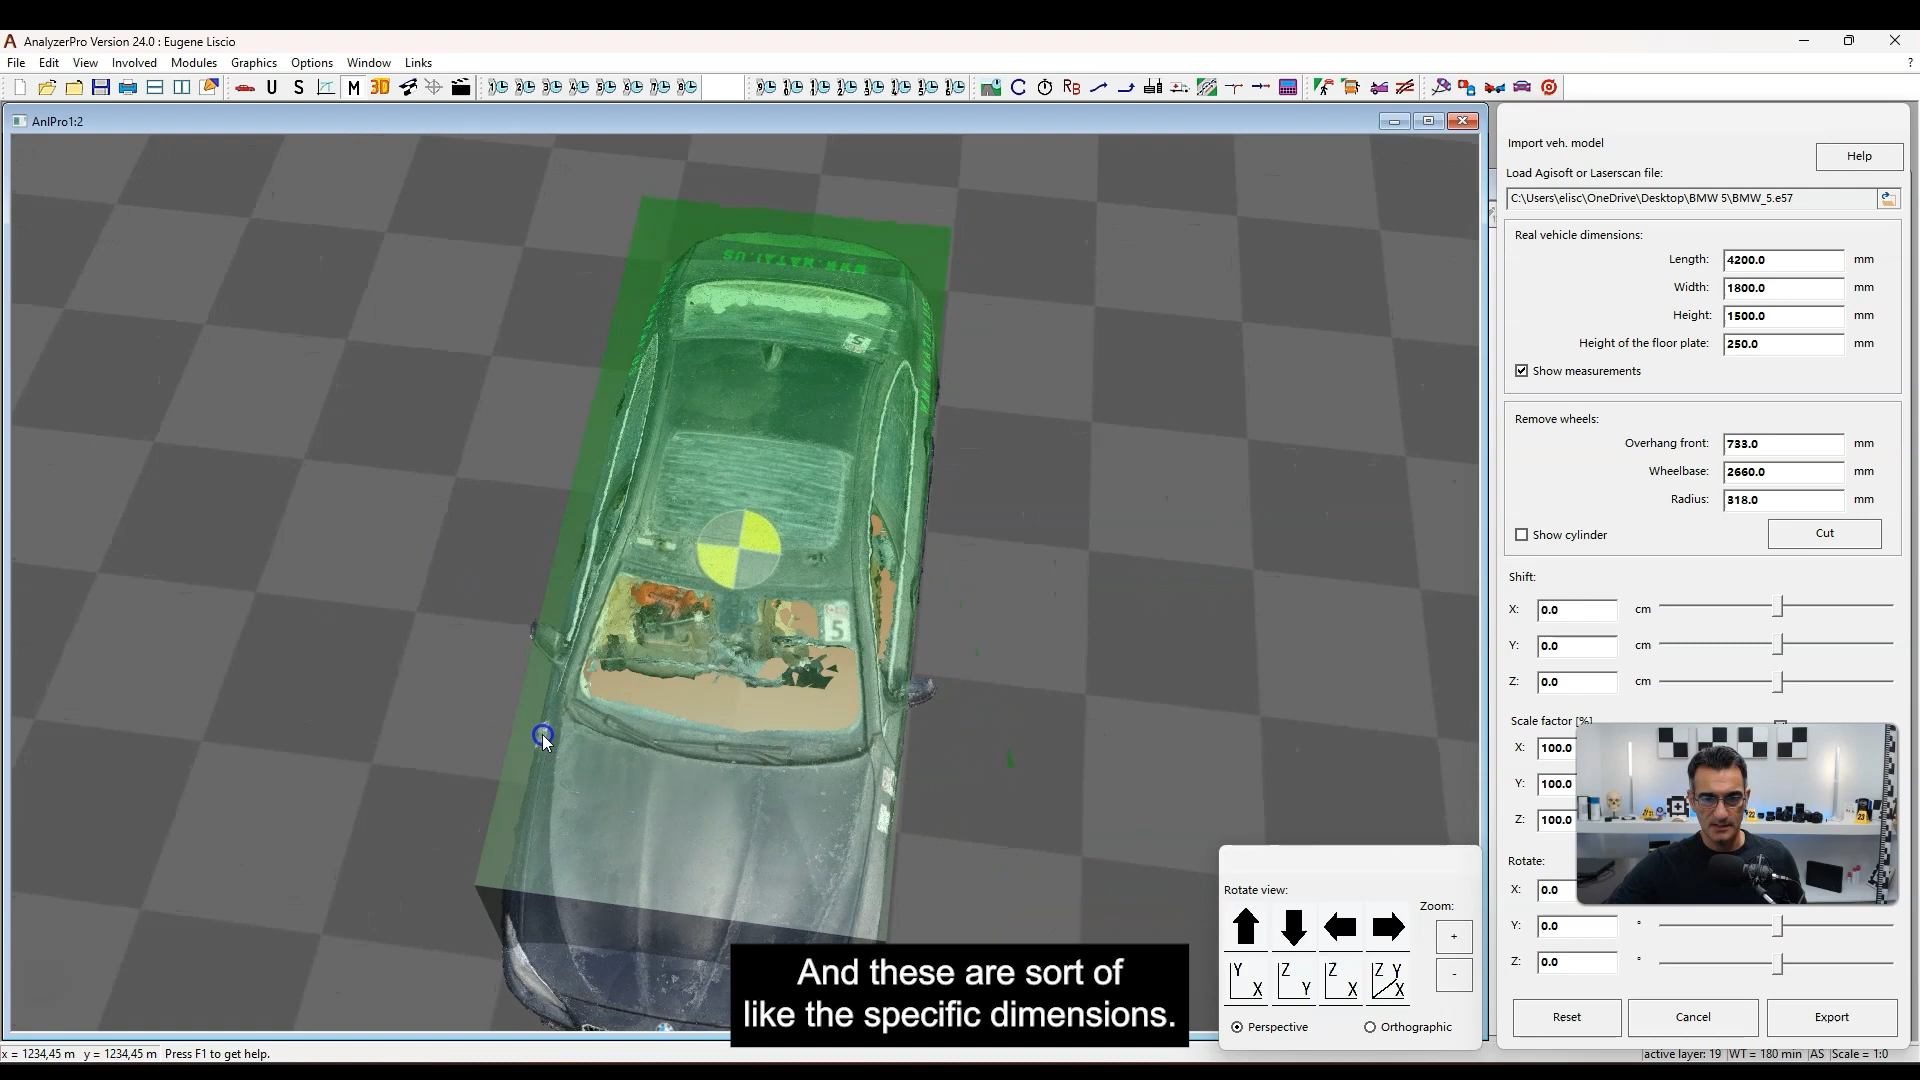 AnalyzerPro Version 24.0 : Eugene Liscio
File Edit View Involved Modules Graphics Options Window Links
?
U S M 3D
RB
AnlPro1:2
Import veh. model
Help
Load Agisoft or Laserscan file:
C:\Users\elisc\OneDrive\Desktop\BMW 5\BMW_5.e57
Real vehicle dimensions:
Length: 4200.0 mm
Width: 1800.0 mm
Height: 1500.0 mm
Height of the floor plate: 250.0 mm
Show measurements
Remove wheels:
Overhang front: 733.0 mm
Wheelbase: 2660.0 mm
Radius: 318.0 mm
Show cylinder Cut
Shift:
X: 0.0 cm
Y: 0.0 cm
Z: 0.0 cm
Scale factor [%]
X: 100.0
Y: 100.0
Z: 100.0
Rotate:
X: 0.0
Y: 0.0 °
Z: 0.0 °
Reset Cancel Export
5
Rotate view:
Zoom:
+
-
Y X Z Y Z X Z Y X
Perspective Orthographic
And these are sort of
like the specific dimensions.
x = 1234,45 m y = 1234,45 m Press F1 to get help.
active layer: 19 WT = 180 min AS Scale = 1:0